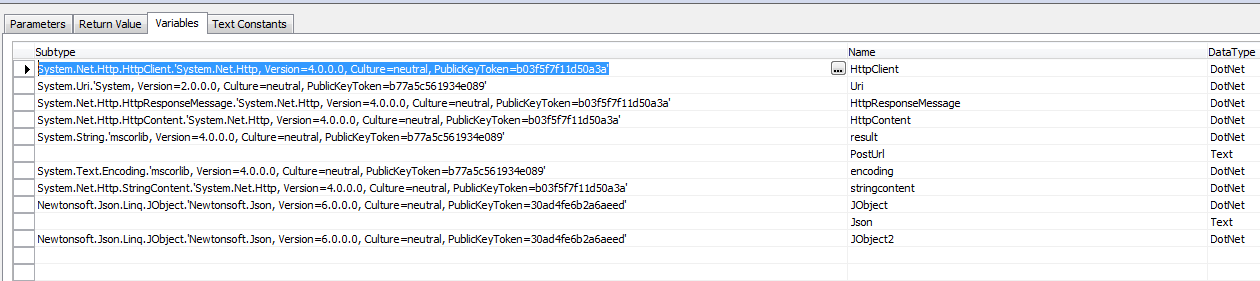 Parameters Return Value Variables Text Constants
Subtype Name DataType
System.Net.Http.HttpClient.'System.Net.Http, Version=4.0.0.0, Culture=neutral, PublicKeyToken=b03f5f7f11d50a3a' ... HttpClient DotNet
System.Uri.'System, Version=2.0.0.0, Culture=neutral, PublicKeyToken=b77a5c561934e089' Uri DotNet
System.Net.Http.HttpResponseMessage.'System.Net.Http, Version=4.0.0.0, Culture=neutral, PublicKeyToken=b03f5f7f11d50a3a' HttpResponseMessage DotNet
System.Net.Http.HttpContent.'System.Net.Http, Version=4.0.0.0, Culture=neutral, PublicKeyToken=b03f5f7f11d50a3a' HttpContent DotNet
System.String.'mscorlib, Version=4.0.0.0, Culture=neutral, PublicKeyToken=b77a5c561934e089' result DotNet
PostUrl Text
System.Text.Encoding.'mscorlib, Version=4.0.0.0, Culture=neutral, PublicKeyToken=b77a5c561934e089' encoding DotNet
System.Net.Http.StringContent.'System.Net.Http, Version=4.0.0.0, Culture=neutral, PublicKeyToken=b03f5f7f11d50a3a' stringcontent DotNet
Newtonsoft.Json.Linq.JObject.'Newtonsoft.Json, Version=6.0.0.0, Culture=neutral, PublicKeyToken=30ad4fe6b2a6aeed' JObject DotNet
Json Text
Newtonsoft.Json.Linq.JObject.'Newtonsoft.Json, Version=6.0.0.0, Culture=neutral, PublicKeyToken=30ad4fe6b2a6aeed' JObject2 DotNet